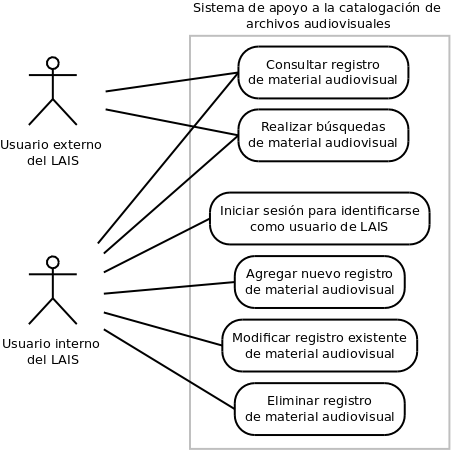 Sistema de apoyo a la catalogación de
archivos audiovisuales
Consultar registro
de material audiovisual
Realizar búsquedas
de material audiovisual
Usuario externo
del LAIS
Iniciar sesión para identificarse
como usuario de LAIS
Agregar nuevo registro
de material audiovisual
Usuario interno
del LAIS
Modificar registro existente
de material audiovisual
Eliminar registro
de material audiovisual